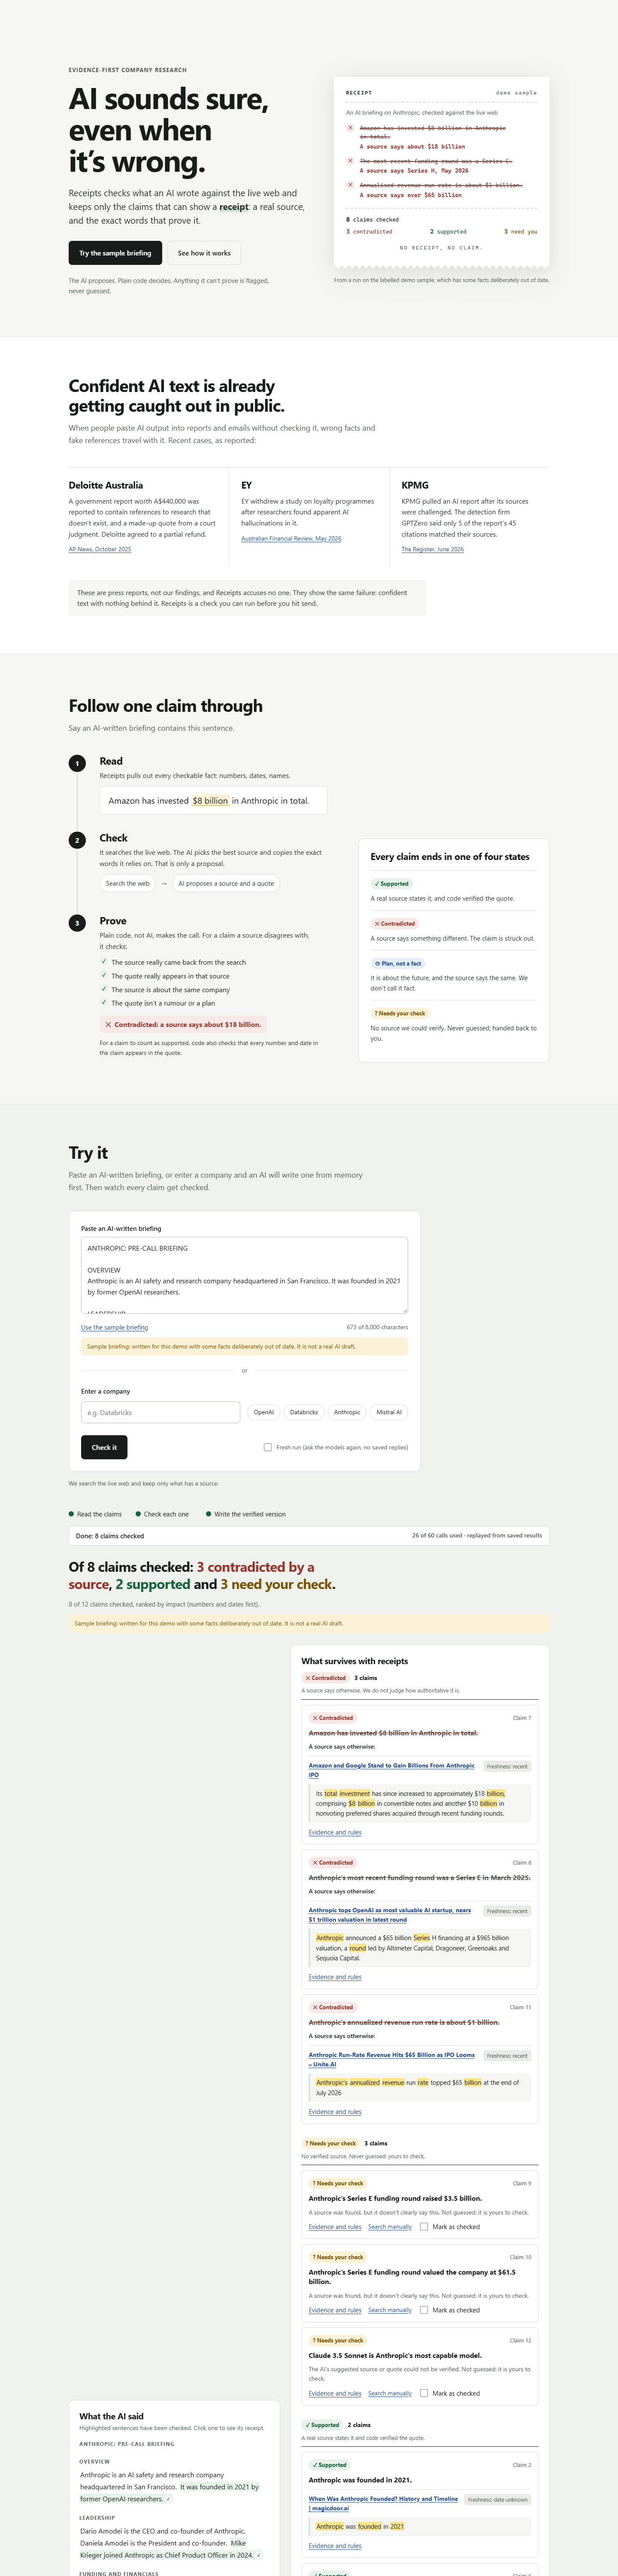 EVIDENCE-FIRST COMPANY RESEARCH
AI sounds sure,
even when
it's wrong.
Receipts checks what an AI wrote against the live web and
keeps only the claims that can show a receipt: a real source,
and the exact words that prove it.
Try the sample briefing
See how it works
The AI proposes. Plain code decides. Anything it can't prove is flagged,
never guessed.
RECEIPT
demo sample
An AI briefing on Anthropic, checked against the live web
Amazon has invested $8 billion in Anthropic
in total.
A source says about $18 billion
The most recent funding round was a Series E.
A source says Series H, May 2026
Annualised revenue run rate is about $1 billion.
A source says over $65 billion
8 claims checked
3 contradicted
2 supported
3 need you
NO RECEIPT, NO CLAIM.
From a run on the labelled demo sample, which has some facts deliberately out of date.
Confident AI text is already
getting caught out in public.
When people paste AI output into reports and emails without checking it, wrong facts and
fake references travel with it. Recent cases, as reported:
Deloitte Australia
A government report worth A$440,000 was
reported to contain references to research that
doesn't exist, and a made-up quote from a court
judgment. Deloitte agreed to a partial refund.
AP News, October 2025
EY
EY withdrew a study on loyalty programmes
after researchers found apparent AI
hallucinations in it.
Australian Financial Review, May 2026
KPMG
KPMG pulled an AI report after its sources
were challenged. The detection firm
GPTZero said only 5 of the report's 45
citations matched their sources.
The Register, June 2026
These are press reports, not our findings, and Receipts accuses no one. They show the same failure: confident
text with nothing behind it. Receipts is a check you can run before you hit send.
Follow one claim through
Say an AI-written briefing contains this sentence.
1
Read
Receipts pulls out every checkable fact: numbers, dates, names.
Amazon has invested $8 billion in Anthropic in total.
2
Check
It searches the live web. The AI picks the best source and copies the exact
words it relies on. That is only a proposal.
Search the web
→
AI proposes a source and a quote
3
Prove
Plain code, not AI, makes the call. For a claim a source disagrees with,
it checks:
✓ The source really came back from the search
✓ The quote really appears in that source
✓ The source is about the same company
✓ The quote isn't a rumour or a plan
✕ Contradicted: a source says about $18 billion.
For a claim to count as supported, code also checks that every number and date in
the claim appears in the quote.
Every claim ends in one of four states
✓ Supported
A real source states it, and code verified the quote.
✕ Contradicted
A source says something different. The claim is struck out.
Plan, not a fact
It is about the future, and the source says the same. We
don't call it fact.
? Needs your check
No source we could verify. Never guessed; handed back to
you.
Try it
Paste an AI-written briefing, or enter a company and an AI will write one from memory
first. Then watch every claim get checked.
Paste an AI-written briefing
ANTHROPIC: PRE-CALL BRIEFING
OVERVIEW
Anthropic is an AI safety and research company headquartered in San Francisco. It was founded in 2021
by former OpenAI researchers.
Use the sample briefing
673 of 8,000 characters
Sample briefing: written for this demo with some facts deliberately out of date. It is not a real AI draft.
or
Enter a company
e.g. Databricks
OpenAI
Databricks
Anthropic
Mistral AI
Check it
Fresh run (ask the models again, no saved replies)
We search the live web and keep only what has a source.
Read the claims
Check each one
Write the verified version
Done: 8 claims checked
26 of 60 calls used · replayed from saved results
Of 8 claims checked: 3 contradicted by a
source, 2 supported and 3 need your check.
8 of 12 claims checked, ranked by impact (numbers and dates first).
Sample briefing: written for this demo with some facts deliberately out of date. It is not a real AI draft.
What survives with receipts
✕ Contradicted
3 claims
A source says otherwise. We do not judge how authoritative it is.
✕ Contradicted
Claim 7
Amazon has invested $8 billion in Anthropic in total.
A source says otherwise:
Amazon and Google Stand to Gain Billions From Anthropic
IPO
Freshness: recent
Its total investment has since increased to approximately $18 billion,
comprising $8 billion in convertible notes and another $10 billion in
nonvoting preferred shares acquired through recent funding rounds.
Evidence and rules
✕ Contradicted
Claim 8
Anthropic's most recent funding round was a Series E in March 2025.
A source says otherwise:
Anthropic tops OpenAI as most valuable AI startup, nears
$1 trillion valuation in latest round
Freshness: recent
Anthropic announced a $65 billion Series H financing at a $965 billion
valuation, a round led by Altimeter Capital, Dragoneer, Greenoaks and
Sequoia Capital.
Evidence and rules
✕ Contradicted
Claim 11
Anthropic's annualized revenue run rate is about $1 billion.
A source says otherwise:
Anthropic Run-Rate Revenue Hits $65 Billion as IPO Looms
– Unite.AI
Freshness: recent
Anthropic's annualized revenue run rate topped $65 billion at the end of
July 2026
Evidence and rules
? Needs your check
3 claims
No verified source. Never guessed: yours to check.
? Needs your check
Claim 9
Anthropic's Series E funding round raised $3.5 billion.
A source was found, but it doesn't clearly say this. Not guessed: it is yours to check.
Evidence and rules
Search manually
Mark as checked
? Needs your check
Claim 10
Anthropic's Series E funding round valued the company at $61.5
billion.
A source was found, but it doesn't clearly say this. Not guessed: it is yours to check.
Evidence and rules
Search manually
Mark as checked
? Needs your check
Claim 12
Claude 3.5 Sonnet is Anthropic's most capable model.
The AI's suggested source or quote could not be verified. Not guessed: it is yours to
check.
Evidence and rules
Search manually
Mark as checked
✓ Supported
2 claims
A real source states it and code verified the quote.
✓ Supported
Claim 2
Anthropic was founded in 2021.
When Was Anthropic Founded? History and Timeline
| magicdoor.ai
Freshness: date unknown
Anthropic was founded in 2021
Evidence and rules
What the AI said
Highlighted sentences have been checked. Click one to see its receipt.
ANTHROPIC: PRE-CALL BRIEFING
OVERVIEW
Anthropic is an AI safety and research company
headquartered in San Francisco. It was founded in 2021 by
former OpenAI researchers. ✓
LEADERSHIP
Dario Amodei is the CEO and co-founder of Anthropic.
Daniela Amodei is the President and co-founder. Mike
Krieger joined Anthropic as Chief Product Officer in 2024. ✓
FUNDING AND FINANCIALS